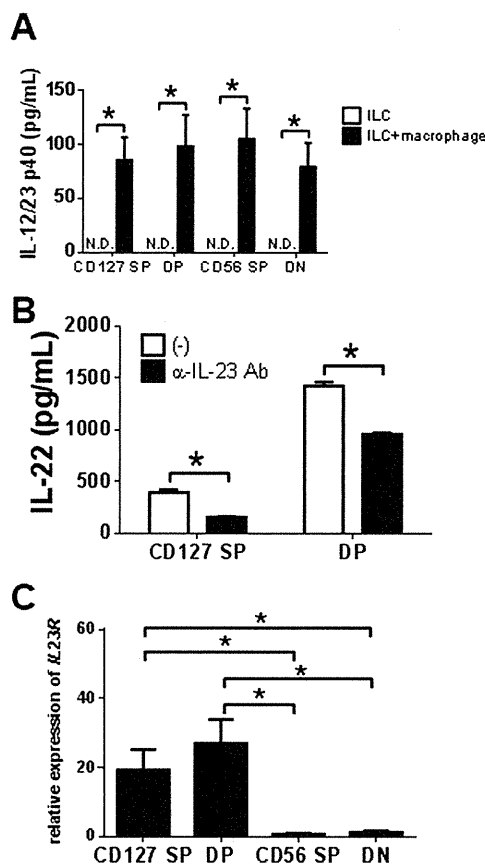 A
IL-12/23 p40 (pg/mL)
150
100
50
0
*
*
*
*
ILC
ILC+macrophage
N.D.
N.D.
N.D.
N.D.
CD127 SP
DP
CD56 SP
DN
B
IL-22 (pg/mL)
2000
1500
1000
500
0
(-)
α-IL-23 Ab
*
*
CD127 SP
DP
C
relative expression of IL23R
60
40
20
0
*
*
*
*
CD127 SP
DP
CD56 SP
DN